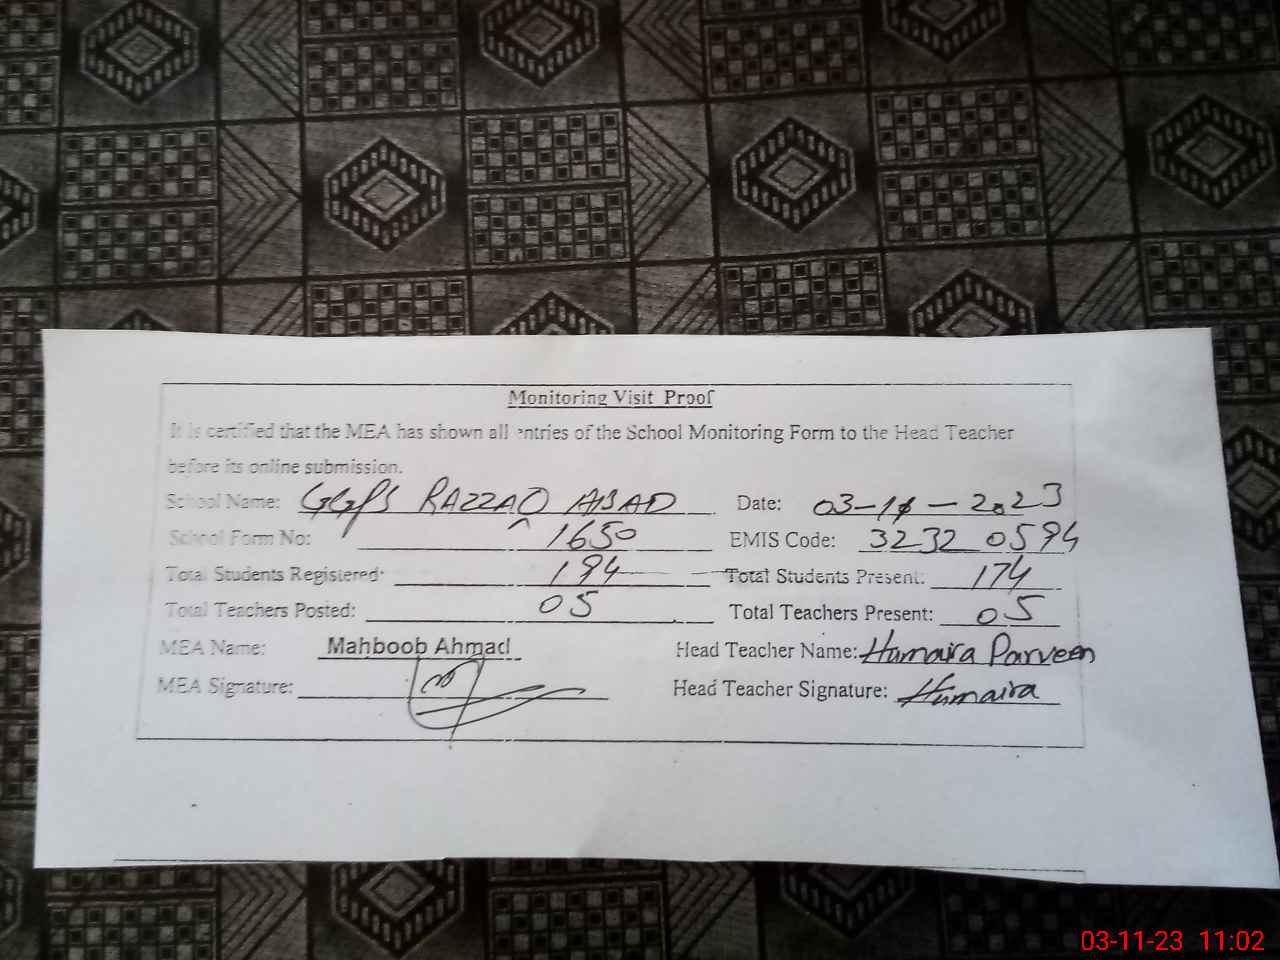 Monitoring Visit Proof
It is certified that the MEA has shown all entries of the School Monitoring Form to the Head Teacher
before its online submission.
School Name: GGPS RAZZAQ ABAD Date: 03-11-2023
School Form No: 1650 EMIS Code: 32320594
Total Students Registered: 194 Total Students Present: 174
Total Teachers Posted: 05 Total Teachers Present: 05
MEA Name: Mahboob Ahmad Head Teacher Name: Humaira Parveen
MEA Signature: Head Teacher Signature: Humaira
03-11-23 11:02